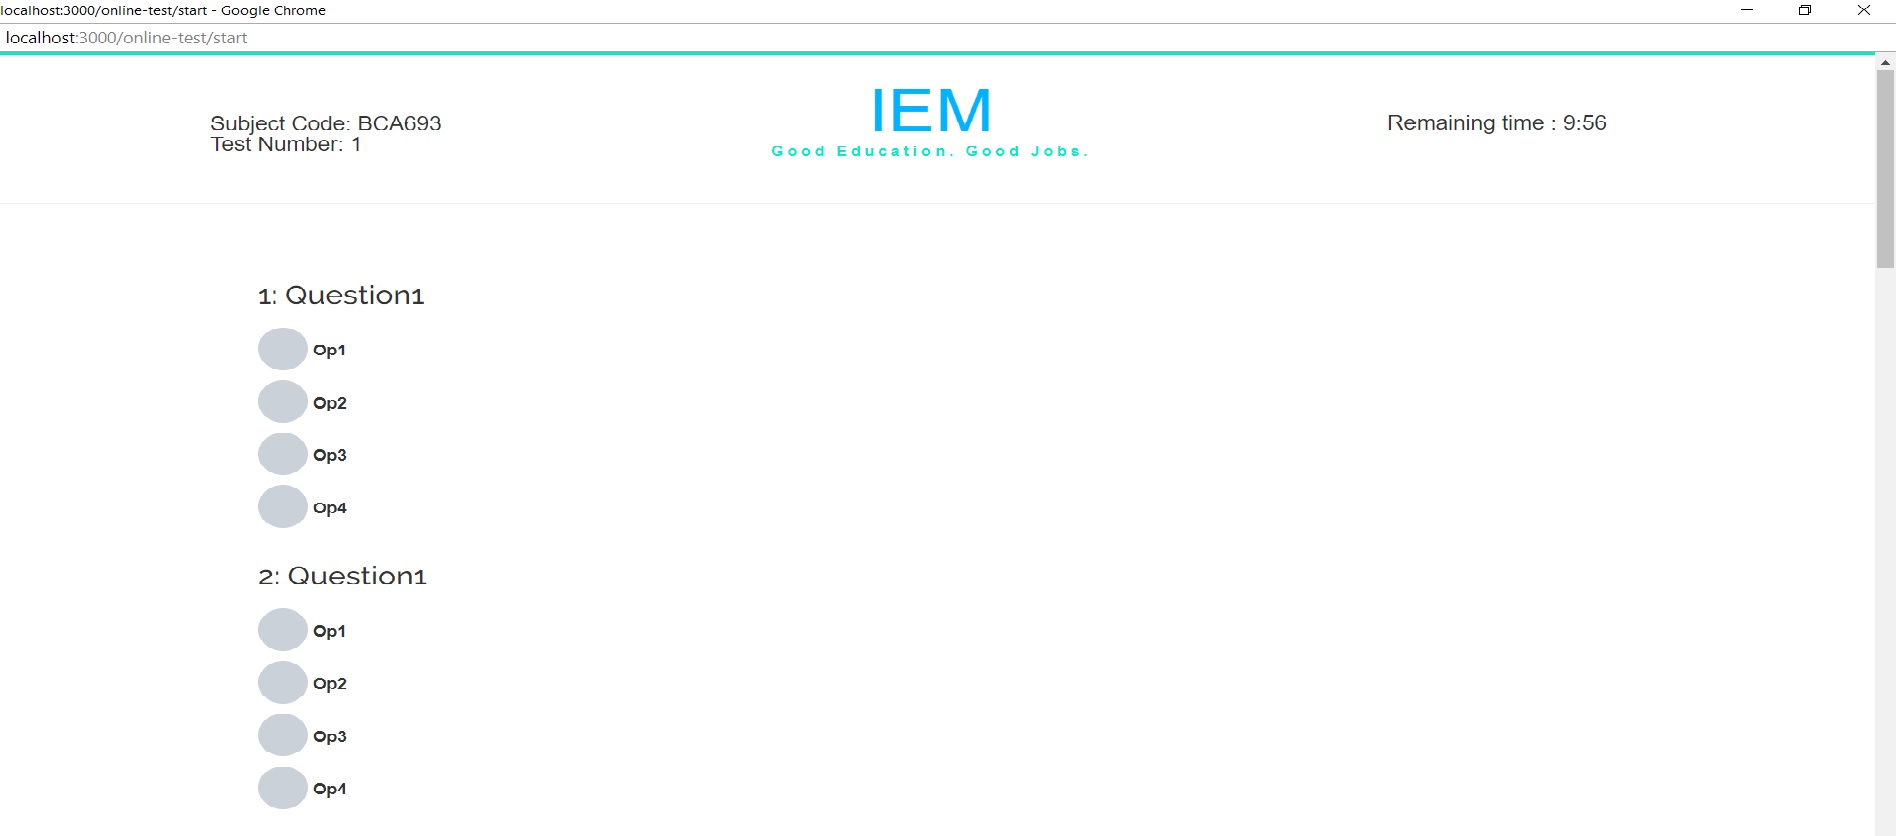 localhost:3000/online-test/start - Google Chrome
localhost:3000/online-test/start
Subject Code: BCA693
Test Number: 1
IEM
Good Education. Good Jobs.
Remaining time : 9:56
1: Question1
Op1
Op2
Op3
Op4
2: Question1
Op1
Op2
Op3
Op4